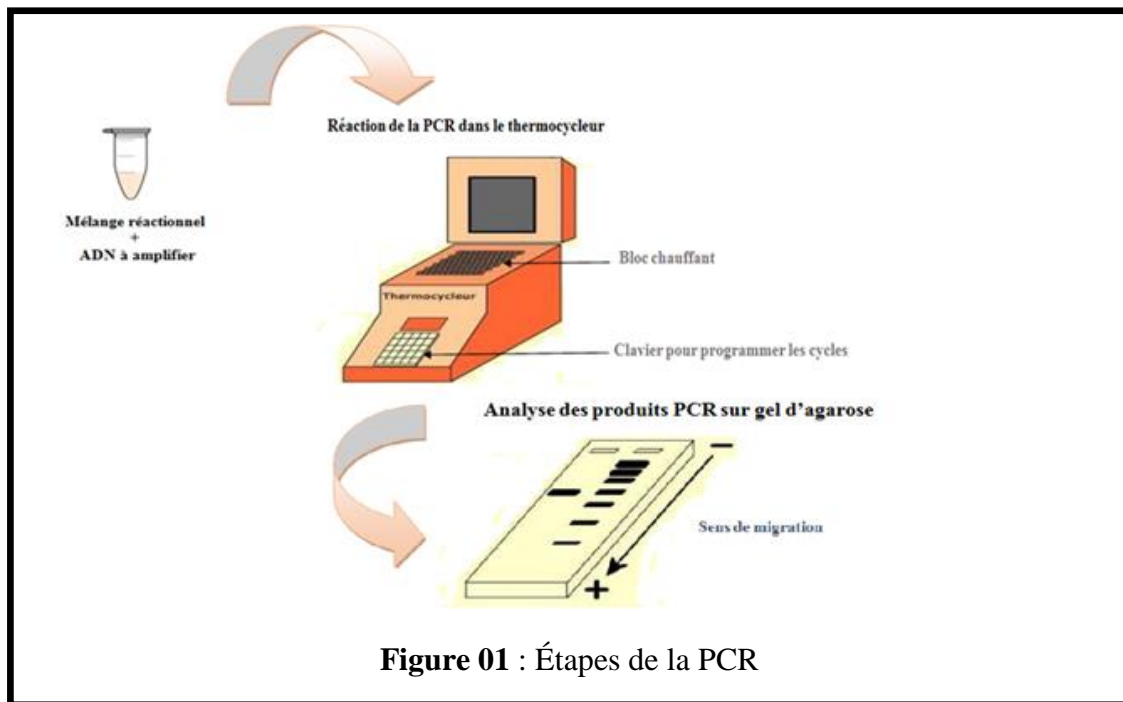 Réaction de la PCR dans le thermocycleur
Mélange réactionnel
+
ADN à amplifier
Bloc chauffant
Thermocycleur
Clavier pour programmer les cycles
Analyse des produits PCR sur gel d'agarose
−
Sens de migration
+
Figure 01 : Étapes de la PCR